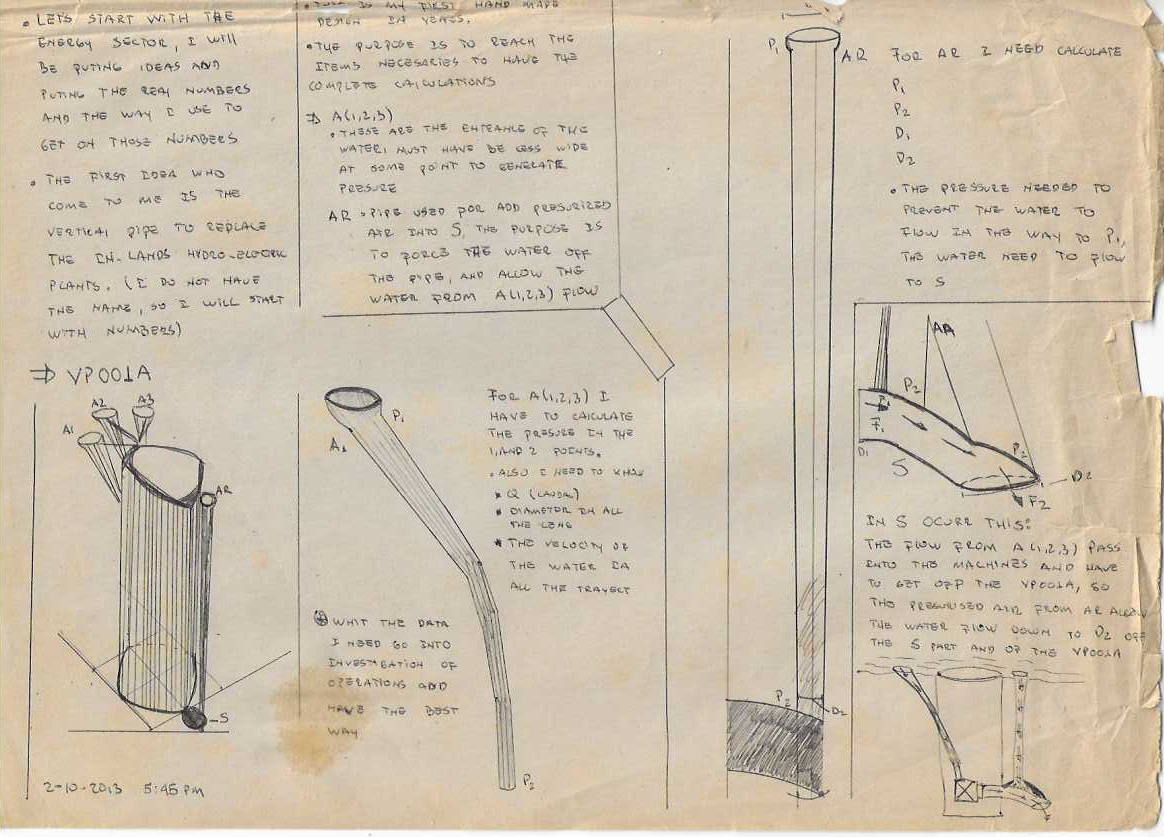 • LETS START WITH THE
ENERGY SECTOR, I WILL
BE PUTING IDEAS AND
PUTING THE REAL NUMBERS
AND THE WAY I USE TO
GET ON THOSE NUMBERS
• THE FIRST IDEA WHO
COME TO ME IS THE
VERTICAL PIPE TO REPLACE
THE IN-LANDS HYDRO-ELECTRIC
PLANTS. (I DO NOT HAVE
THE NAME, SO I WILL START
WITH NUMBERS)
⇒ VP001A
A2
A3
A1
AR
S
2-10-2013 5:45 PM
• THIS IS MY FIRST HAND MADE
DESIGN IN YEARS.
• THE PURPOSE IS TO REACH THE
ITEMS NECESARIES TO HAVE THE
COMPLETE CALCULATIONS
⇒ A(1,2,3)
• THESE ARE THE ENTRANCE OF THE
WATER, MUST HAVE BE LESS WIDE
AT SOME POINT TO GENERATE
PRESURE
AR • PIPE USED FOR ADD PRESURIZED
AIR INTO S, THE PURPOSE IS
TO FORCE THE WATER OFF
THE PIPE, AND ALLOW THE
WATER FROM A(1,2,3) FLOW
P1
A1
P2
FOR A(1,2,3) I
HAVE TO CALCULATE
THE PRESURE IN THE
1, AND 2 POINTS.
• ALSO I NEED TO KNOW
* Q
* DIAMETER IN ALL
THE LENG
* THE VELOCITY OF
THE WATER IN
ALL THE TRAYECT
WHIT THE DATA
I NEED GO INTO
INVESTIGATION OF
OPERATIONS AND
HAVE THE BEST
WAY
P1
AR
P2
D2
FOR AR I NEED CALCULATE
P1
P2
D1
D2
• THE PRESSURE NEEDED TO
PREVENT THE WATER TO
FLOW IN THE WAY TO P1,
THE WATER NEED TO FLOW
TO S
P2
F1
D1
S
P2
D2
F2
IN S OCURR THIS:
THE FLOW FROM A(1,2,3) PASS
INTO THE MACHINES AND HAVE
TO GET OFF THE VP001A, SO
THE PRESURISED AIR FROM AR ALLOW
THE WATER FLOW DOWN TO D2 OFF
THE S PART AND OF THE VP001A